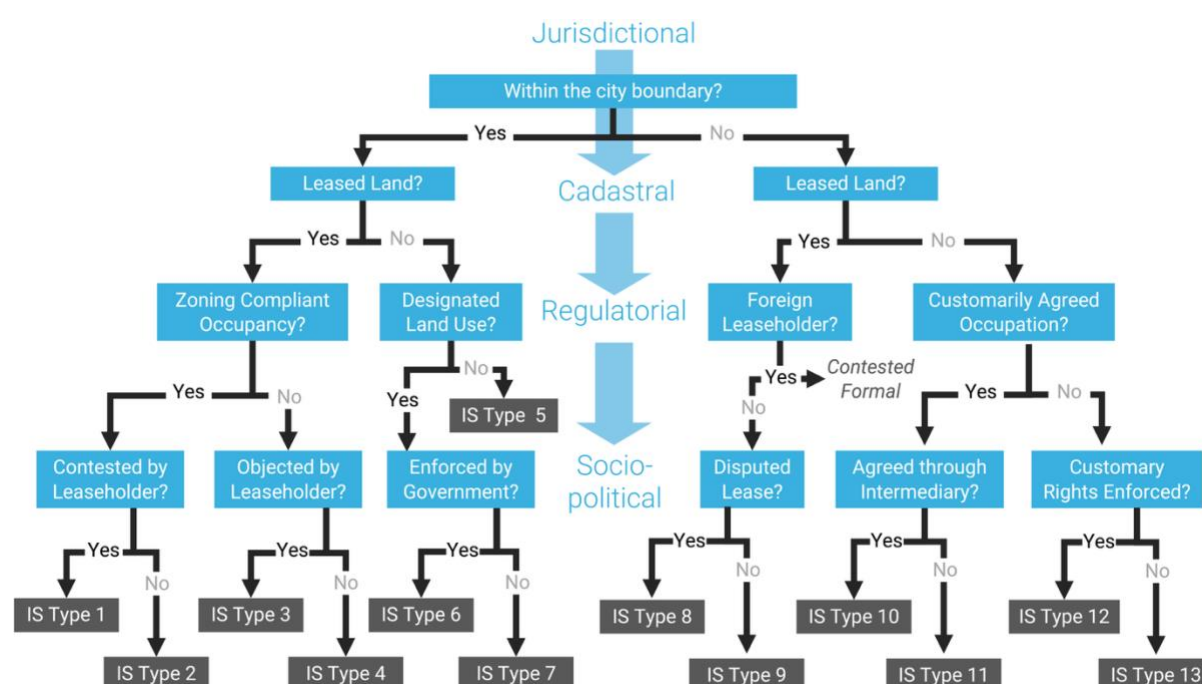 Jurisdictional
Within the city boundary?
Yes
No
Leased Land?
Cadastral
Leased Land?
Yes
No
Yes
No
Zoning Compliant
Occupancy?
Designated
Land Use?
Regulatorial
Foreign
Leaseholder?
Customarily Agreed
Occupation?
Yes
No
Yes
No
IS Type 5
Yes
No
Contested
Formal
Yes
No
Contested by
Leaseholder?
Objected by
Leaseholder?
Enforced by
Government?
Socio-
political
Disputed
Lease?
Agreed through
Intermediary?
Customary
Rights Enforced?
Yes
No
Yes
No
Yes
No
Yes
No
Yes
No
Yes
No
IS Type 1
IS Type 3
IS Type 6
IS Type 8
IS Type 10
IS Type 12
IS Type 2
IS Type 4
IS Type 7
IS Type 9
IS Type 11
IS Type 13